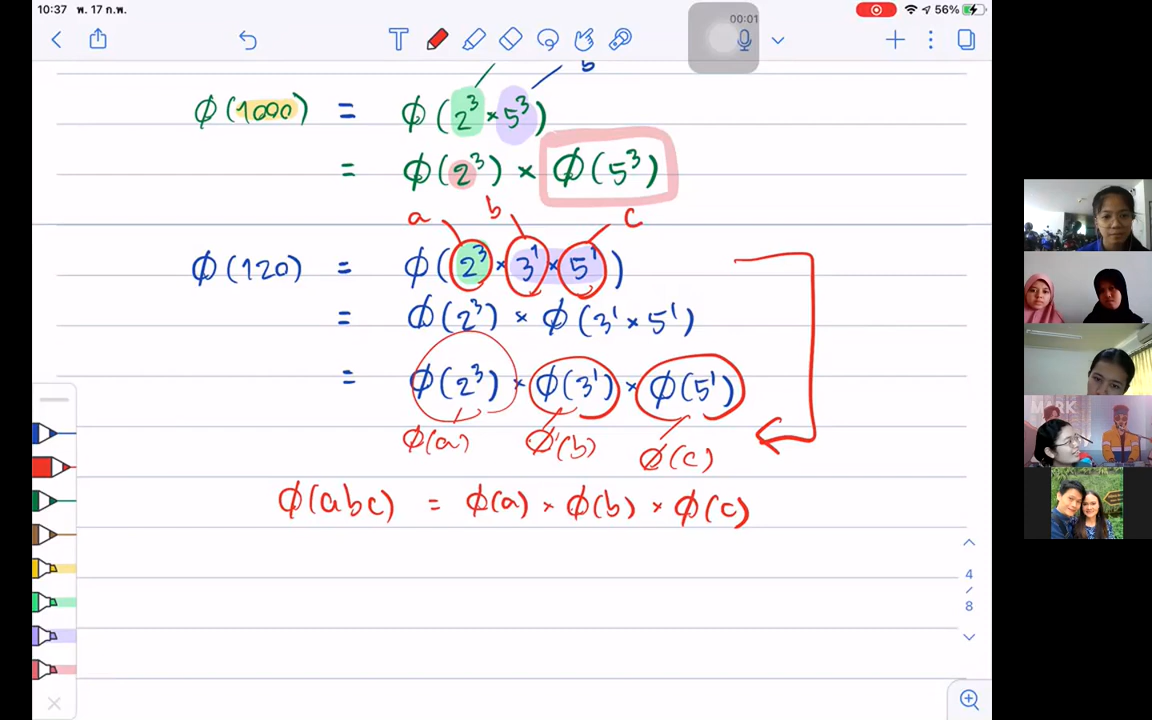 10:37 พ. 17 ก.พ.
56%
00:01
T
b
ϕ(1000) = ϕ(2³ × 5³)
= ϕ(2³) × ϕ(5³)
a b c
ϕ(120) = ϕ(2³ × 3¹ × 5¹)
= ϕ(2³) × ϕ(3¹ × 5¹)
= ϕ(2³) × ϕ(3¹) × ϕ(5¹)
ϕ(a) ϕ(b) ϕ(c)
ϕ(abc) = ϕ(a) × ϕ(b) × ϕ(c)
4
/
8